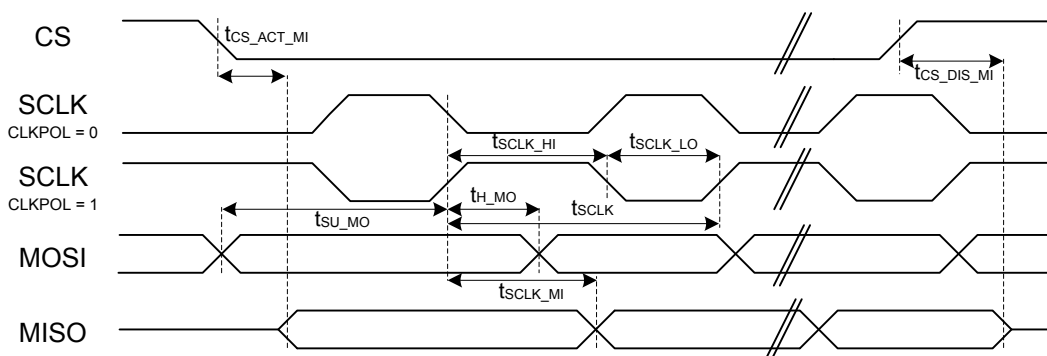 CS
tCS_ACT_MI
tCS_DIS_MI
SCLK
CLKPOL = 0
tSCLK_HI
tSCLK_LO
SCLK
CLKPOL = 1
tSU_MO
tH_MO
tSCLK
MOSI
tSCLK_MI
MISO